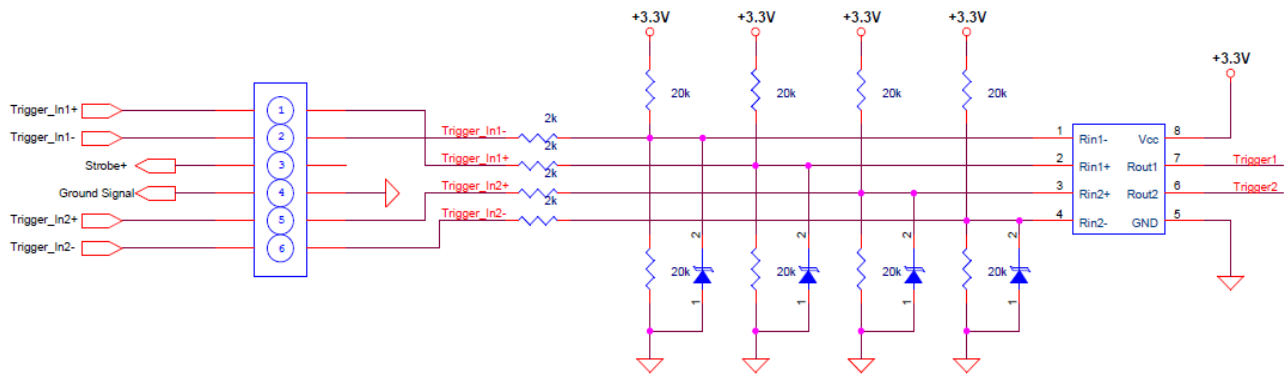 +3.3V
+3.3V
+3.3V
+3.3V
+3.3V
20k
20k
20k
20k
Trigger_In1+
Trigger_In1-
Strobe+
Ground Signal
Trigger_In2+
Trigger_In2-
1
2
3
4
5
6
Trigger_In1-
2k
Trigger_In1+
2k
Trigger_In2+
2k
Trigger_In2-
2k
1 Rin1- Vcc 8
2 Rin1+ Rout1 7 Trigger1
3 Rin2+ Rout2 6 Trigger2
4 Rin2- GND 5
2
2
2
2
20k
20k
20k
20k
1
1
1
1